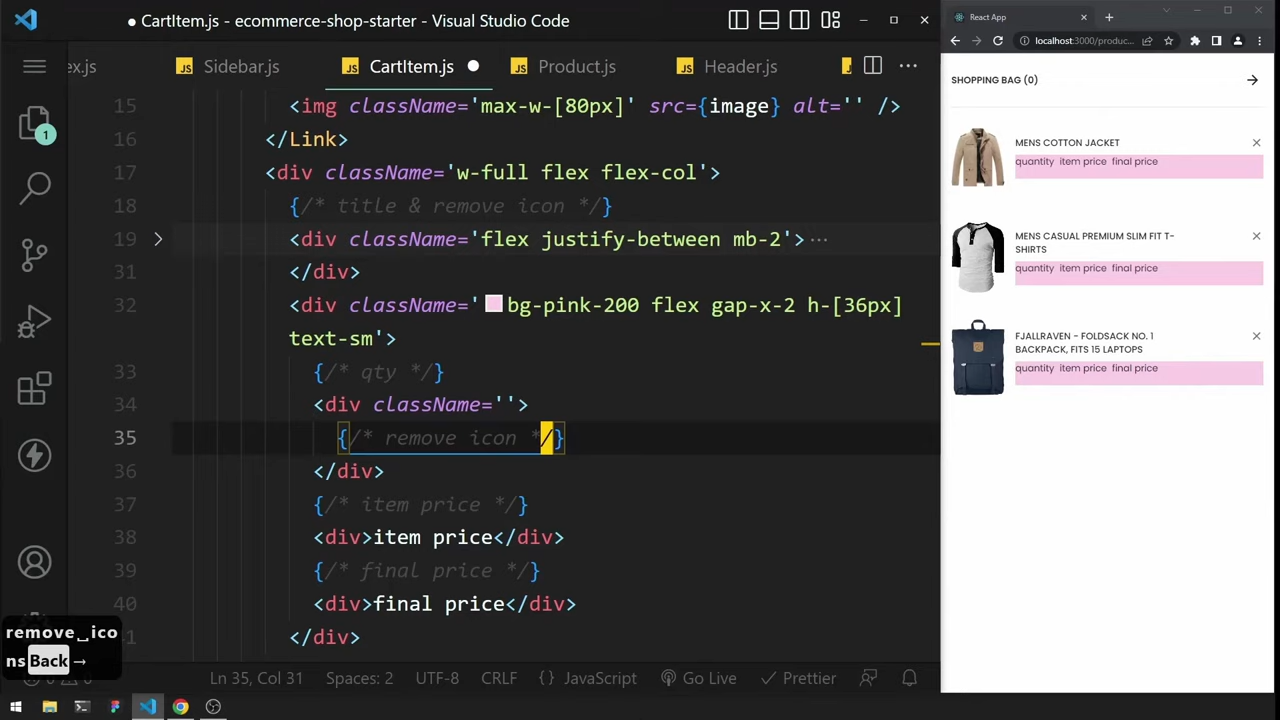 CartItem.js - ecommerce-shop-starter - Visual Studio Code
ex.js
Sidebar.js
CartItem.js
Product.js
Header.js
15 <img className='max-w-[80px]' src={image} alt='' />
16 </Link>
17 <div className='w-full flex flex-col'>
18 {/* title & remove icon */}
19 <div className='flex justify-between mb-2'>···
31 </div>
32 <div className='bg-pink-200 flex gap-x-2 h-[36px]
text-sm'>
33 {/* qty */}
34 <div className=''>
35 {/* remove icon */}
36 </div>
37 {/* item price */}
38 <div>item price</div>
39 {/* final price */}
40 <div>final price</div>
41 </div>
1
remove␣ico
ns Back →
Ln 35, Col 31
Spaces: 2
UTF-8
CRLF
{} JavaScript
Go Live
Prettier
React App
localhost:3000/produc...
SHOPPING BAG (0)
MENS COTTON JACKET
quantity item price final price
MENS CASUAL PREMIUM SLIM FIT T-
SHIRTS
quantity item price final price
FJALLRAVEN - FOLDSACK NO. 1
BACKPACK, FITS 15 LAPTOPS
quantity item price final price